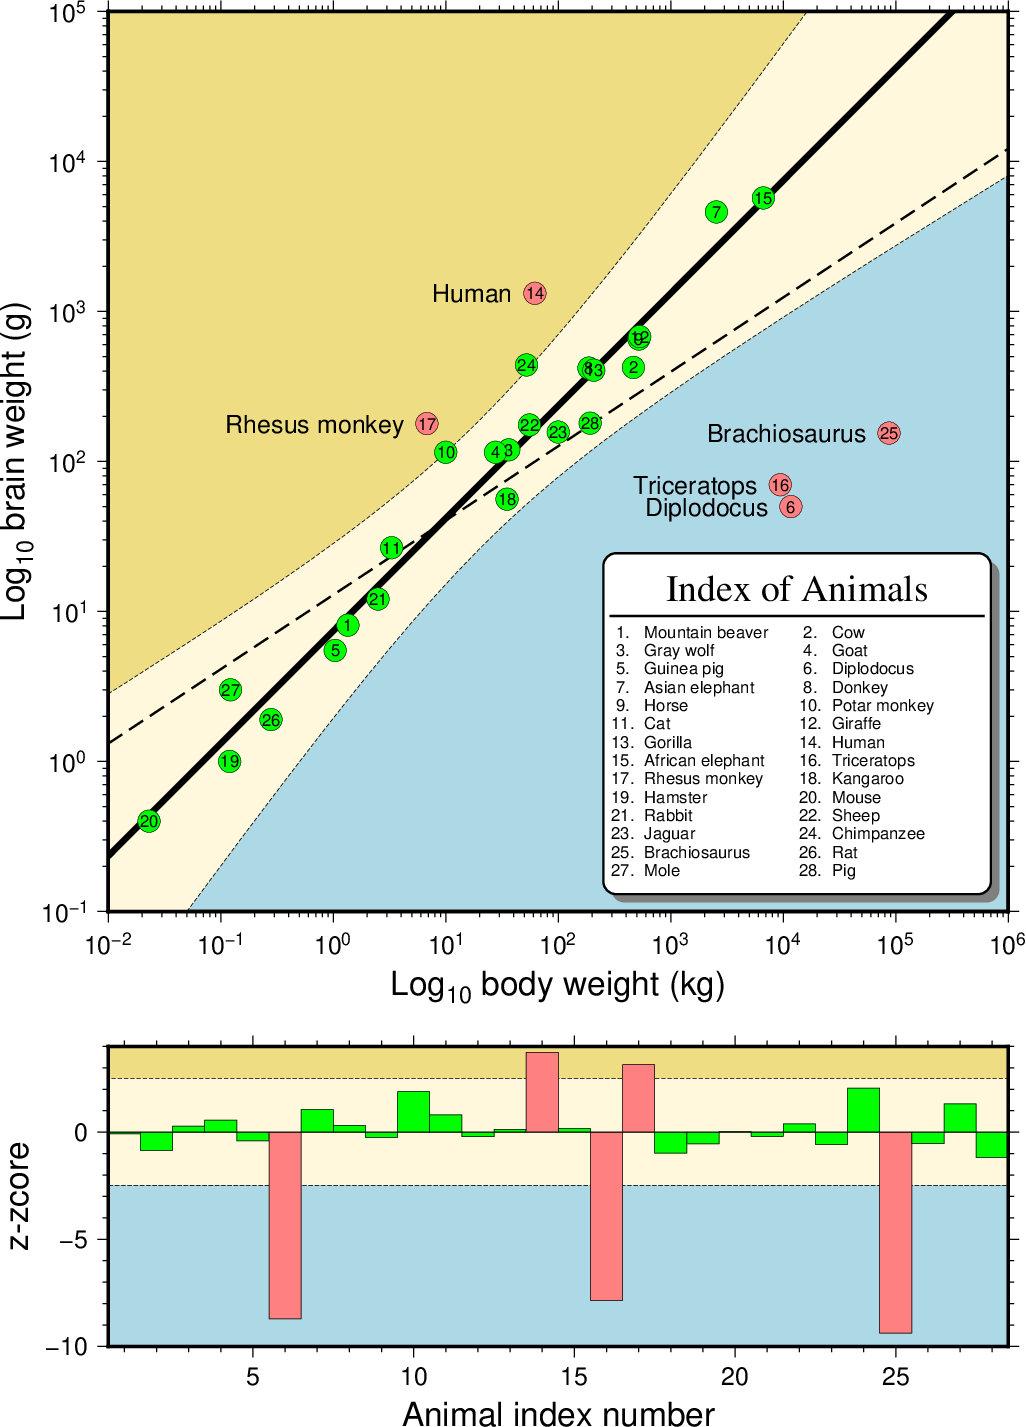 10^5
10^4
10^3
10^2
10^1
10^0
10^−1
Log10 brain weight (g)
7
15
Human 14
12
9
24
8
13
2
Rhesus monkey 17
22
28
23
Brachiosaurus 25
10
4
3
Triceratops 16
18
Diplodocus 6
11
21
1
5
27
26
19
20
Index of Animals
1. Mountain beaver 2. Cow
3. Gray wolf 4. Goat
5. Guinea pig 6. Diplodocus
7. Asian elephant 8. Donkey
9. Horse 10. Potar monkey
11. Cat 12. Giraffe
13. Gorilla 14. Human
15. African elephant 16. Triceratops
17. Rhesus monkey 18. Kangaroo
19. Hamster 20. Mouse
21. Rabbit 22. Sheep
23. Jaguar 24. Chimpanzee
25. Brachiosaurus 26. Rat
27. Mole 28. Pig
10^−2 10^−1 10^0 10^1 10^2 10^3 10^4 10^5 10^6
Log10 body weight (kg)
0
−5
−10
z-zcore
5 10 15 20 25
Animal index number